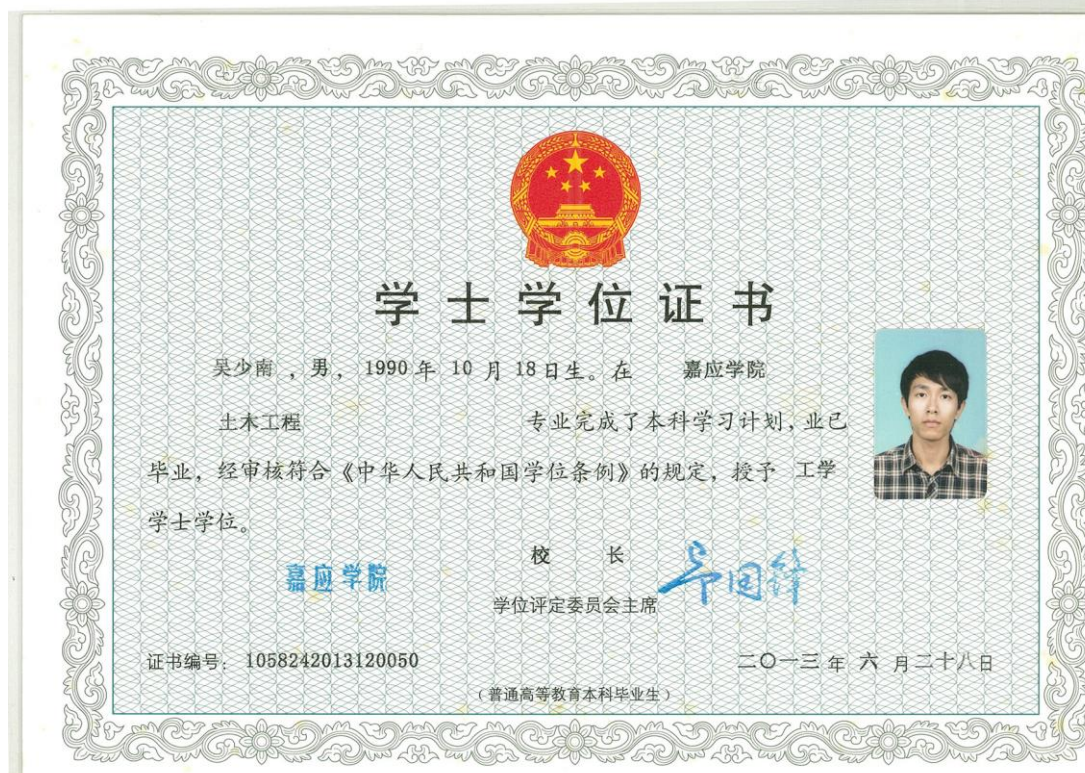 学士学位证书
吴少南 ，男，1990年 10 月 18 日生。在 嘉应学院
土木工程 专业完成了本科学习计划，业已
毕业，经审核符合《中华人民共和国学位条例》的规定，授予 工学
学士学位。
嘉应学院
校 长
学位评定委员会主席
证书编号：1058242013120050
二〇一三年 六 月二十八日
（普通高等教育本科毕业生）